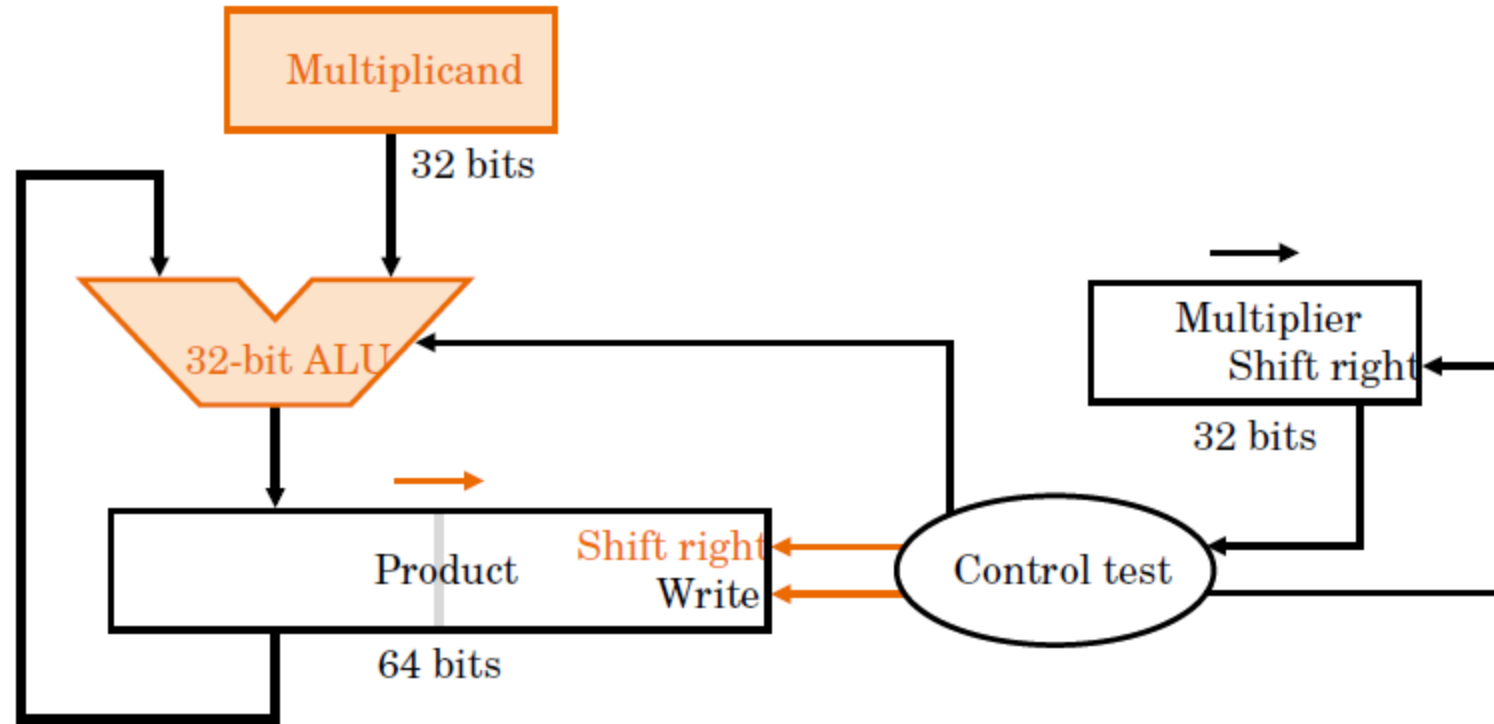 Multiplicand
32 bits
32-bit ALU
Multiplier
Shift right
32 bits
Shift right
Product
Write
Control test
64 bits